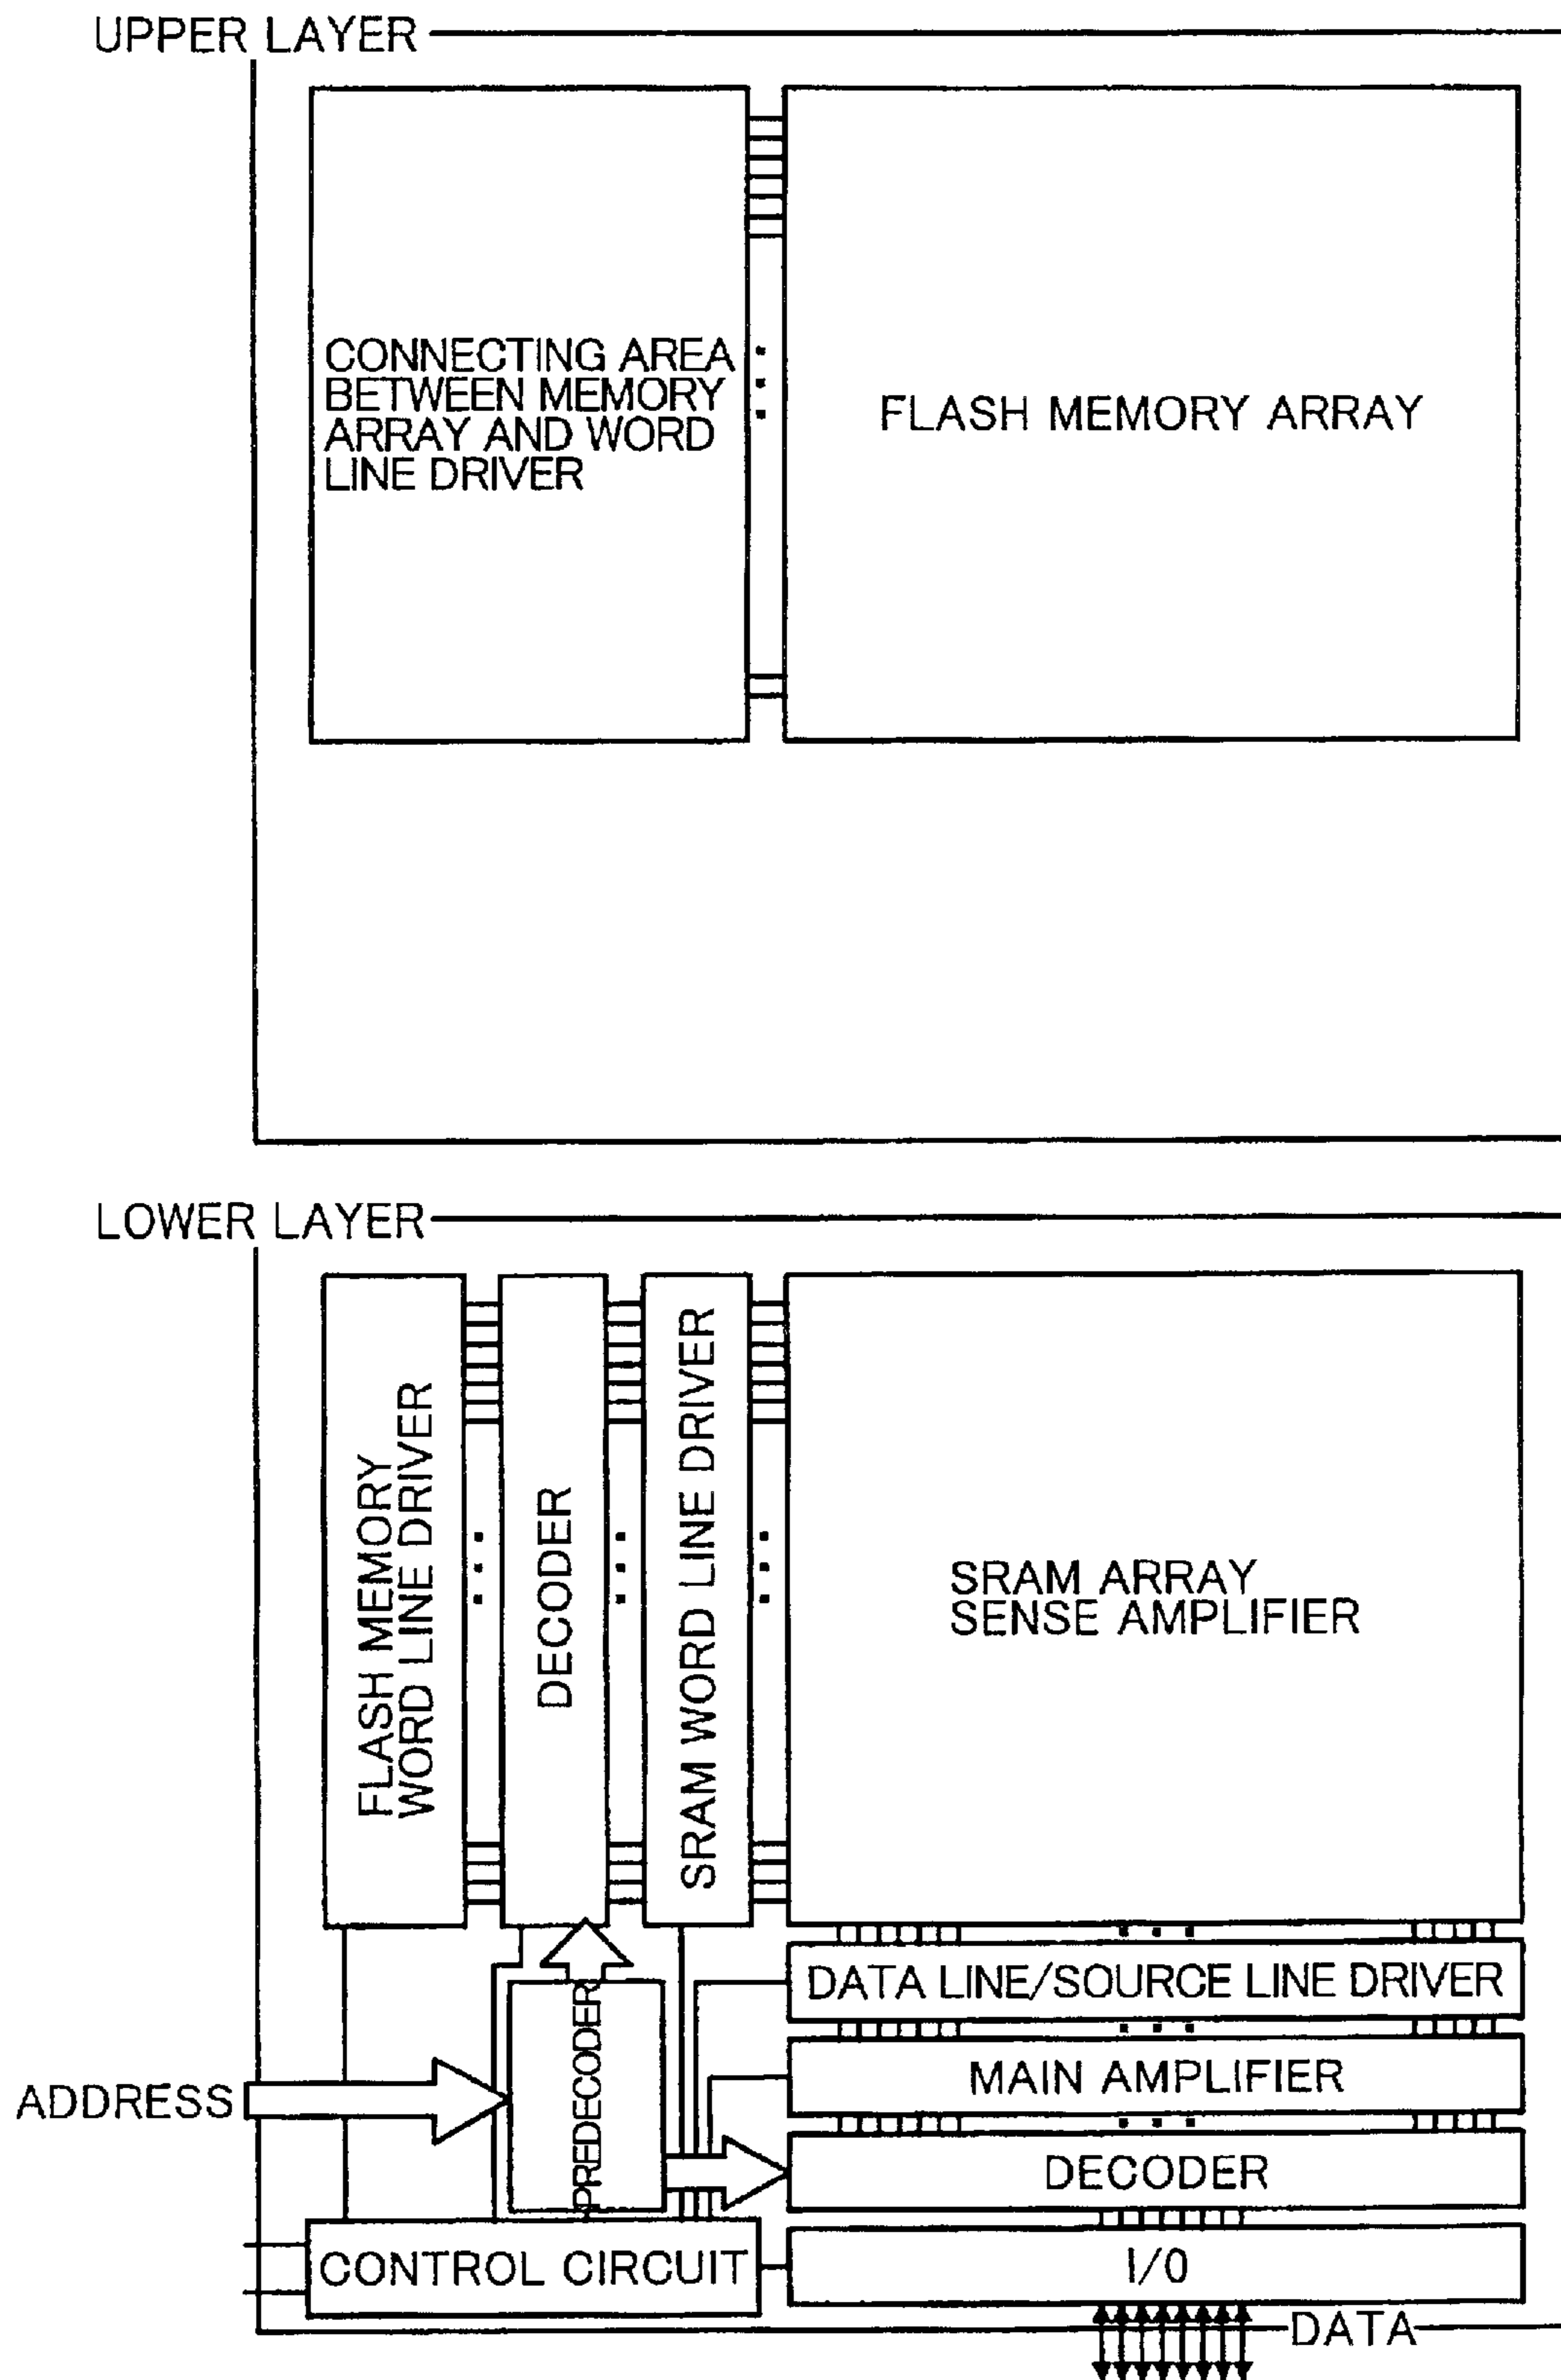 UPPER LAYER
CONNECTING AREA
BETWEEN MEMORY
ARRAY AND WORD
LINE DRIVER
FLASH MEMORY ARRAY
LOWER LAYER
FLASH MEMORY
WORD LINE DRIVER
DECODER
SRAM WORD LINE DRIVER
SRAM ARRAY
SENSE AMPLIFIER
DATA LINE/SOURCE LINE DRIVER
PREDECODER
MAIN AMPLIFIER
ADDRESS
DECODER
CONTROL CIRCUIT
I/O
DATA